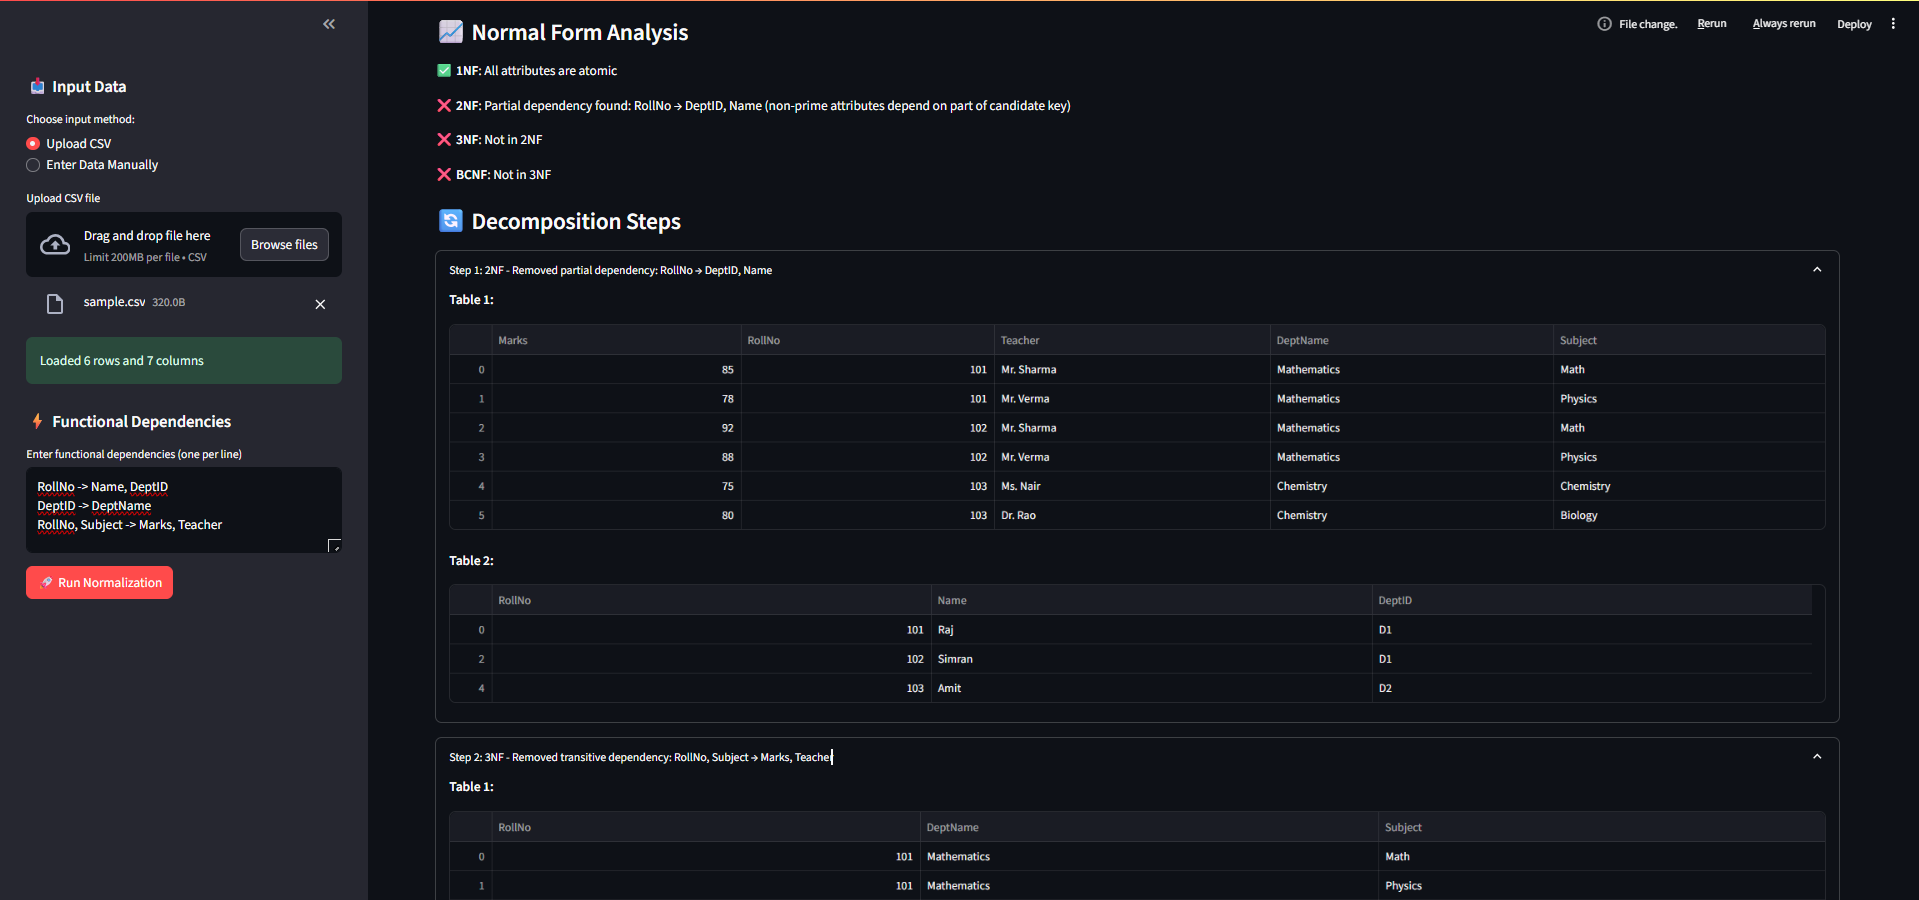 Input Data
Choose input method:
Upload CSV
Enter Data Manually
Upload CSV file
Drag and drop file here
Limit 200MB per file • CSV
Browse files
sample.csv 320.0B
Loaded 6 rows and 7 columns
Functional Dependencies
Enter functional dependencies (one per line)
RollNo -> Name, DeptID
DeptID -> DeptName
RollNo, Subject -> Marks, Teacher
Run Normalization
File change. Rerun Always rerun Deploy
Normal Form Analysis
1NF: All attributes are atomic
2NF: Partial dependency found: RollNo → DeptID, Name (non-prime attributes depend on part of candidate key)
3NF: Not in 2NF
BCNF: Not in 3NF
Decomposition Steps
Step 1: 2NF - Removed partial dependency: RollNo → DeptID, Name
Table 1:
Marks RollNo Teacher DeptName Subject
0 85 101 Mr. Sharma Mathematics Math
1 78 101 Mr. Verma Mathematics Physics
2 92 102 Mr. Sharma Mathematics Math
3 88 102 Mr. Verma Mathematics Physics
4 75 103 Ms. Nair Chemistry Chemistry
5 80 103 Dr. Rao Chemistry Biology
Table 2:
RollNo Name DeptID
0 101 Raj D1
2 102 Simran D1
4 103 Amit D2
Step 2: 3NF - Removed transitive dependency: RollNo, Subject → Marks, Teacher
Table 1:
RollNo DeptName Subject
0 101 Mathematics Math
1 101 Mathematics Physics